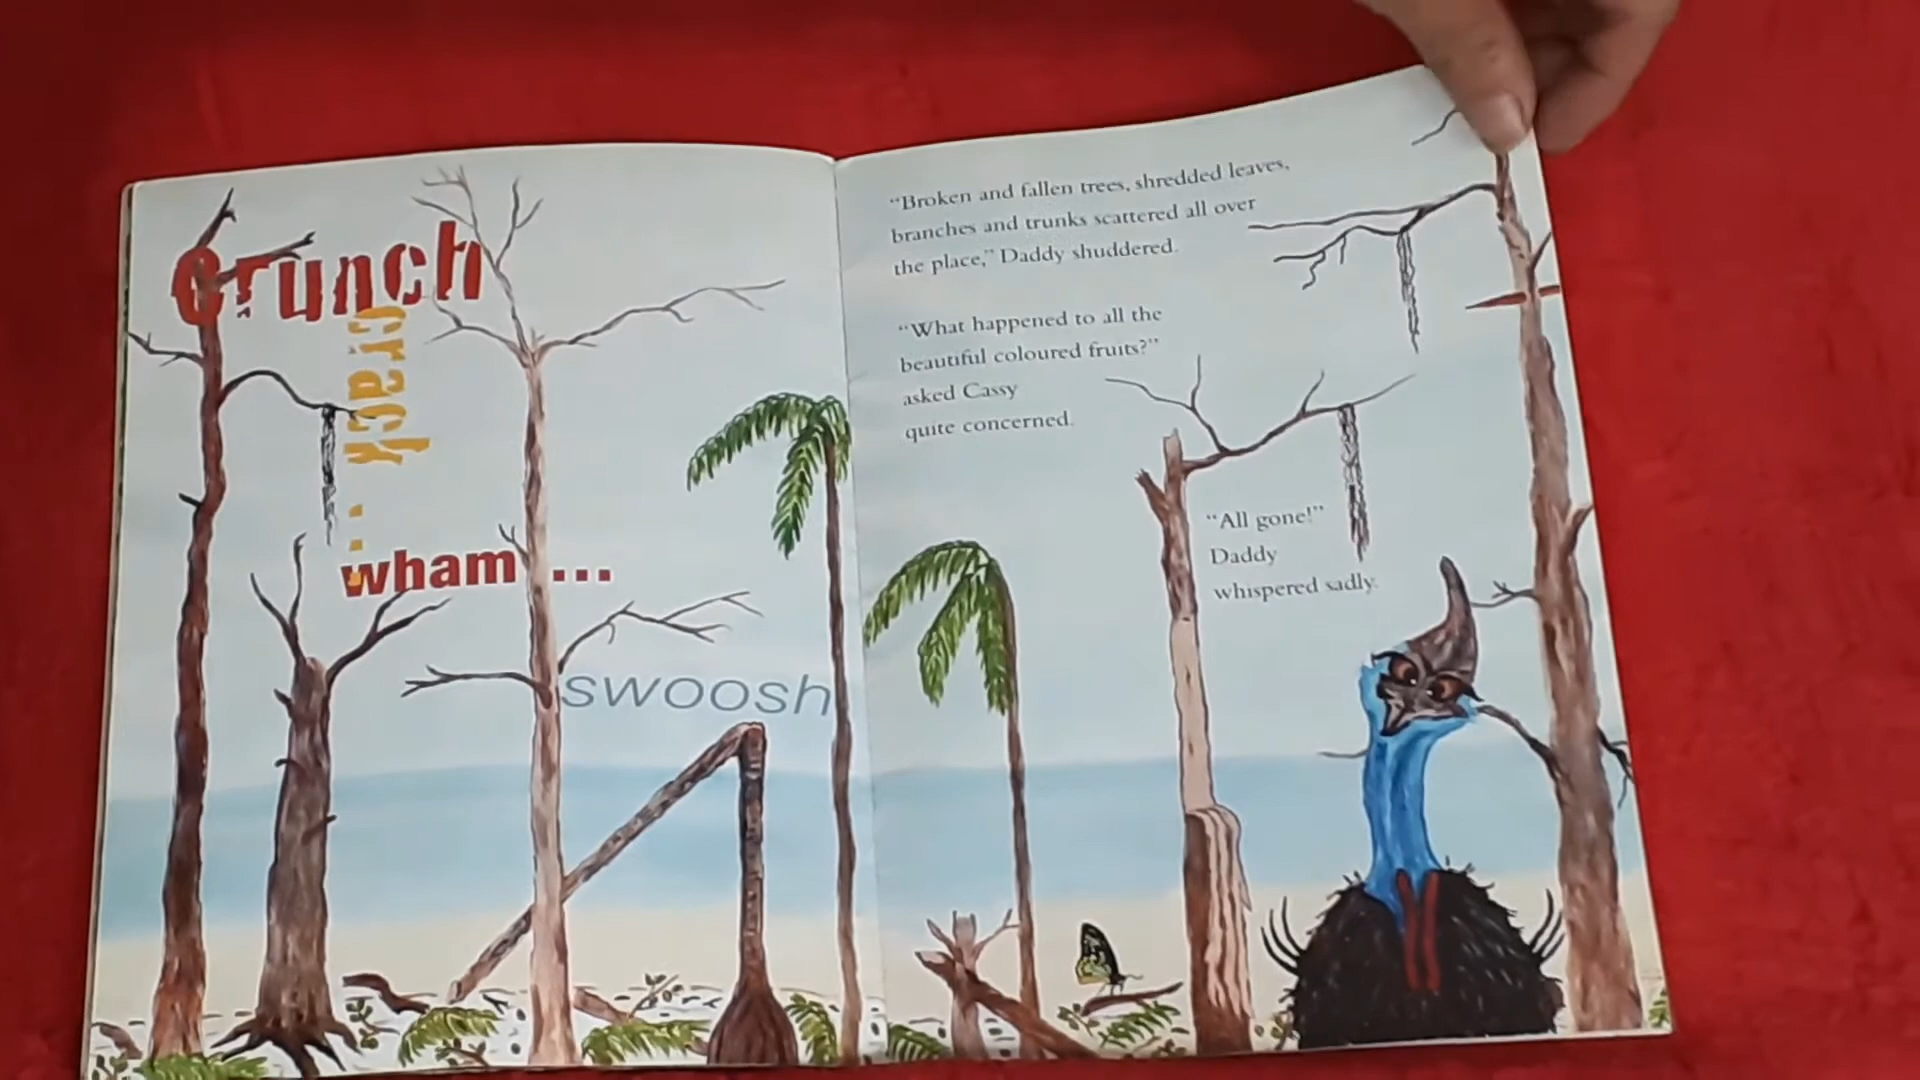 Crunch
crack ..
wham ...
swoosh
“Broken and fallen trees, shredded leaves,
branches and trunks scattered all over
the place,” Daddy shuddered.
“What happened to all the
beautiful coloured fruits?”
asked Cassy
quite concerned.
“All gone!”
Daddy
whispered sadly.